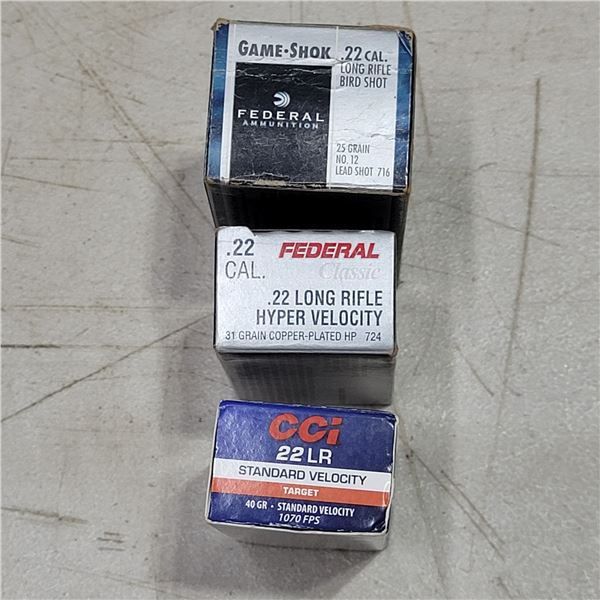 GAME•SHOK
.22 CAL.
LONG RIFLE
BIRD SHOT
FEDERAL
AMMUNITION
25 GRAIN
NO. 12
LEAD SHOT 716
.22
CAL.
FEDERAL
Classic
.22 LONG RIFLE
HYPER VELOCITY
31 GRAIN COPPER-PLATED HP 724
CCi
22 LR
STANDARD VELOCITY
TARGET
40 GR • STANDARD VELOCITY
1070 FPS